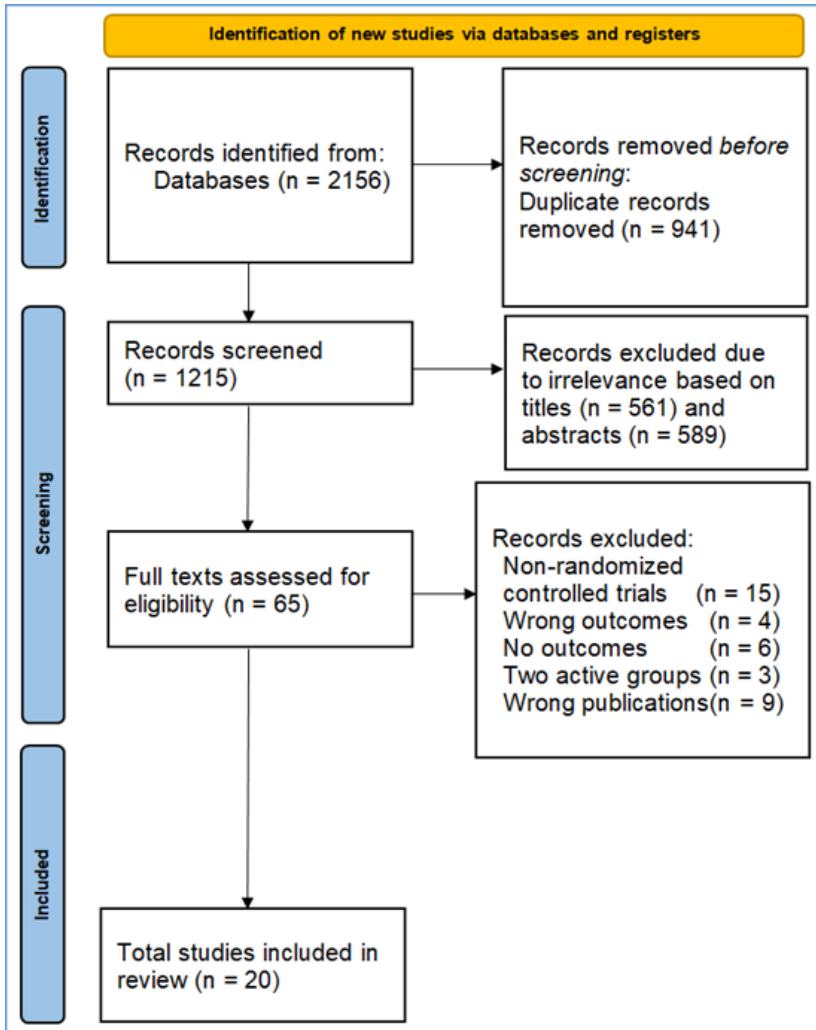 Identification of new studies via databases and registers
Identification
Records identified from:
Databases (n = 2156)
Records removed before
screening:
Duplicate records
removed (n = 941)
Screening
Records screened
(n = 1215)
Records excluded due
to irrelevance based on
titles (n = 561) and
abstracts (n = 589)
Full texts assessed for
eligibility (n = 65)
Records excluded:
Non-randomized
controlled trials (n = 15)
Wrong outcomes (n = 4)
No outcomes (n = 6)
Two active groups (n = 3)
Wrong publications(n = 9)
Included
Total studies included in
review (n = 20)